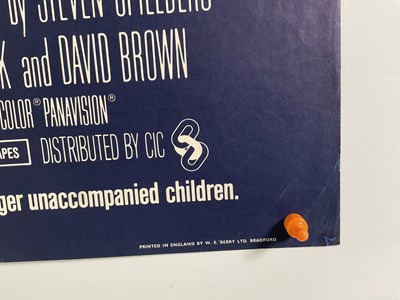 by STEVEN SPIELBERG
K and DAVID BROWN
COLOR® PANAVISION®
APES DISTRIBUTED BY CIC
ger unaccompanied children.
PRINTED IN ENGLAND BY W. E. BERRY LTD. BRADFORD